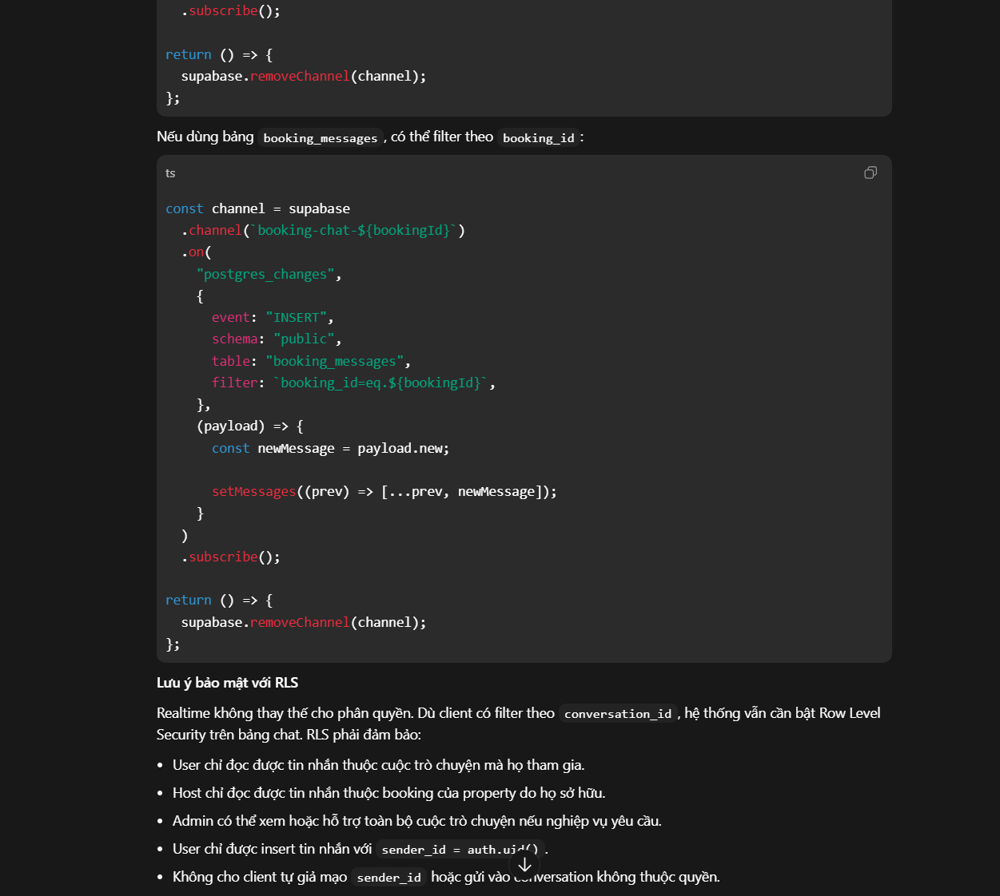 .subscribe();
return () => {
supabase.removeChannel(channel);
};
Nếu dùng bảng booking_messages, có thể filter theo booking_id:
ts
const channel = supabase
.channel(`booking-chat-${bookingId}`)
.on(
"postgres_changes",
{
event: "INSERT",
schema: "public",
table: "booking_messages",
filter: `booking_id=eq.${bookingId}`,
},
(payload) => {
const newMessage = payload.new;
setMessages((prev) => [...prev, newMessage]);
}
)
.subscribe();
return () => {
supabase.removeChannel(channel);
};
Lưu ý bảo mật với RLS
Realtime không thay thế cho phân quyền. Dù client có filter theo conversation_id, hệ thống vẫn cần bật Row Level
Security trên bảng chat. RLS phải đảm bảo:
• User chỉ đọc được tin nhắn thuộc cuộc trò chuyện mà họ tham gia.
• Host chỉ đọc được tin nhắn thuộc booking của property do họ sở hữu.
• Admin có thể xem hoặc hỗ trợ toàn bộ cuộc trò chuyện nếu nghiệp vụ yêu cầu.
• User chỉ được insert tin nhắn với sender_id = auth.uid().
• Không cho client tự giả mạo sender_id hoặc gửi vào conversation không thuộc quyền.